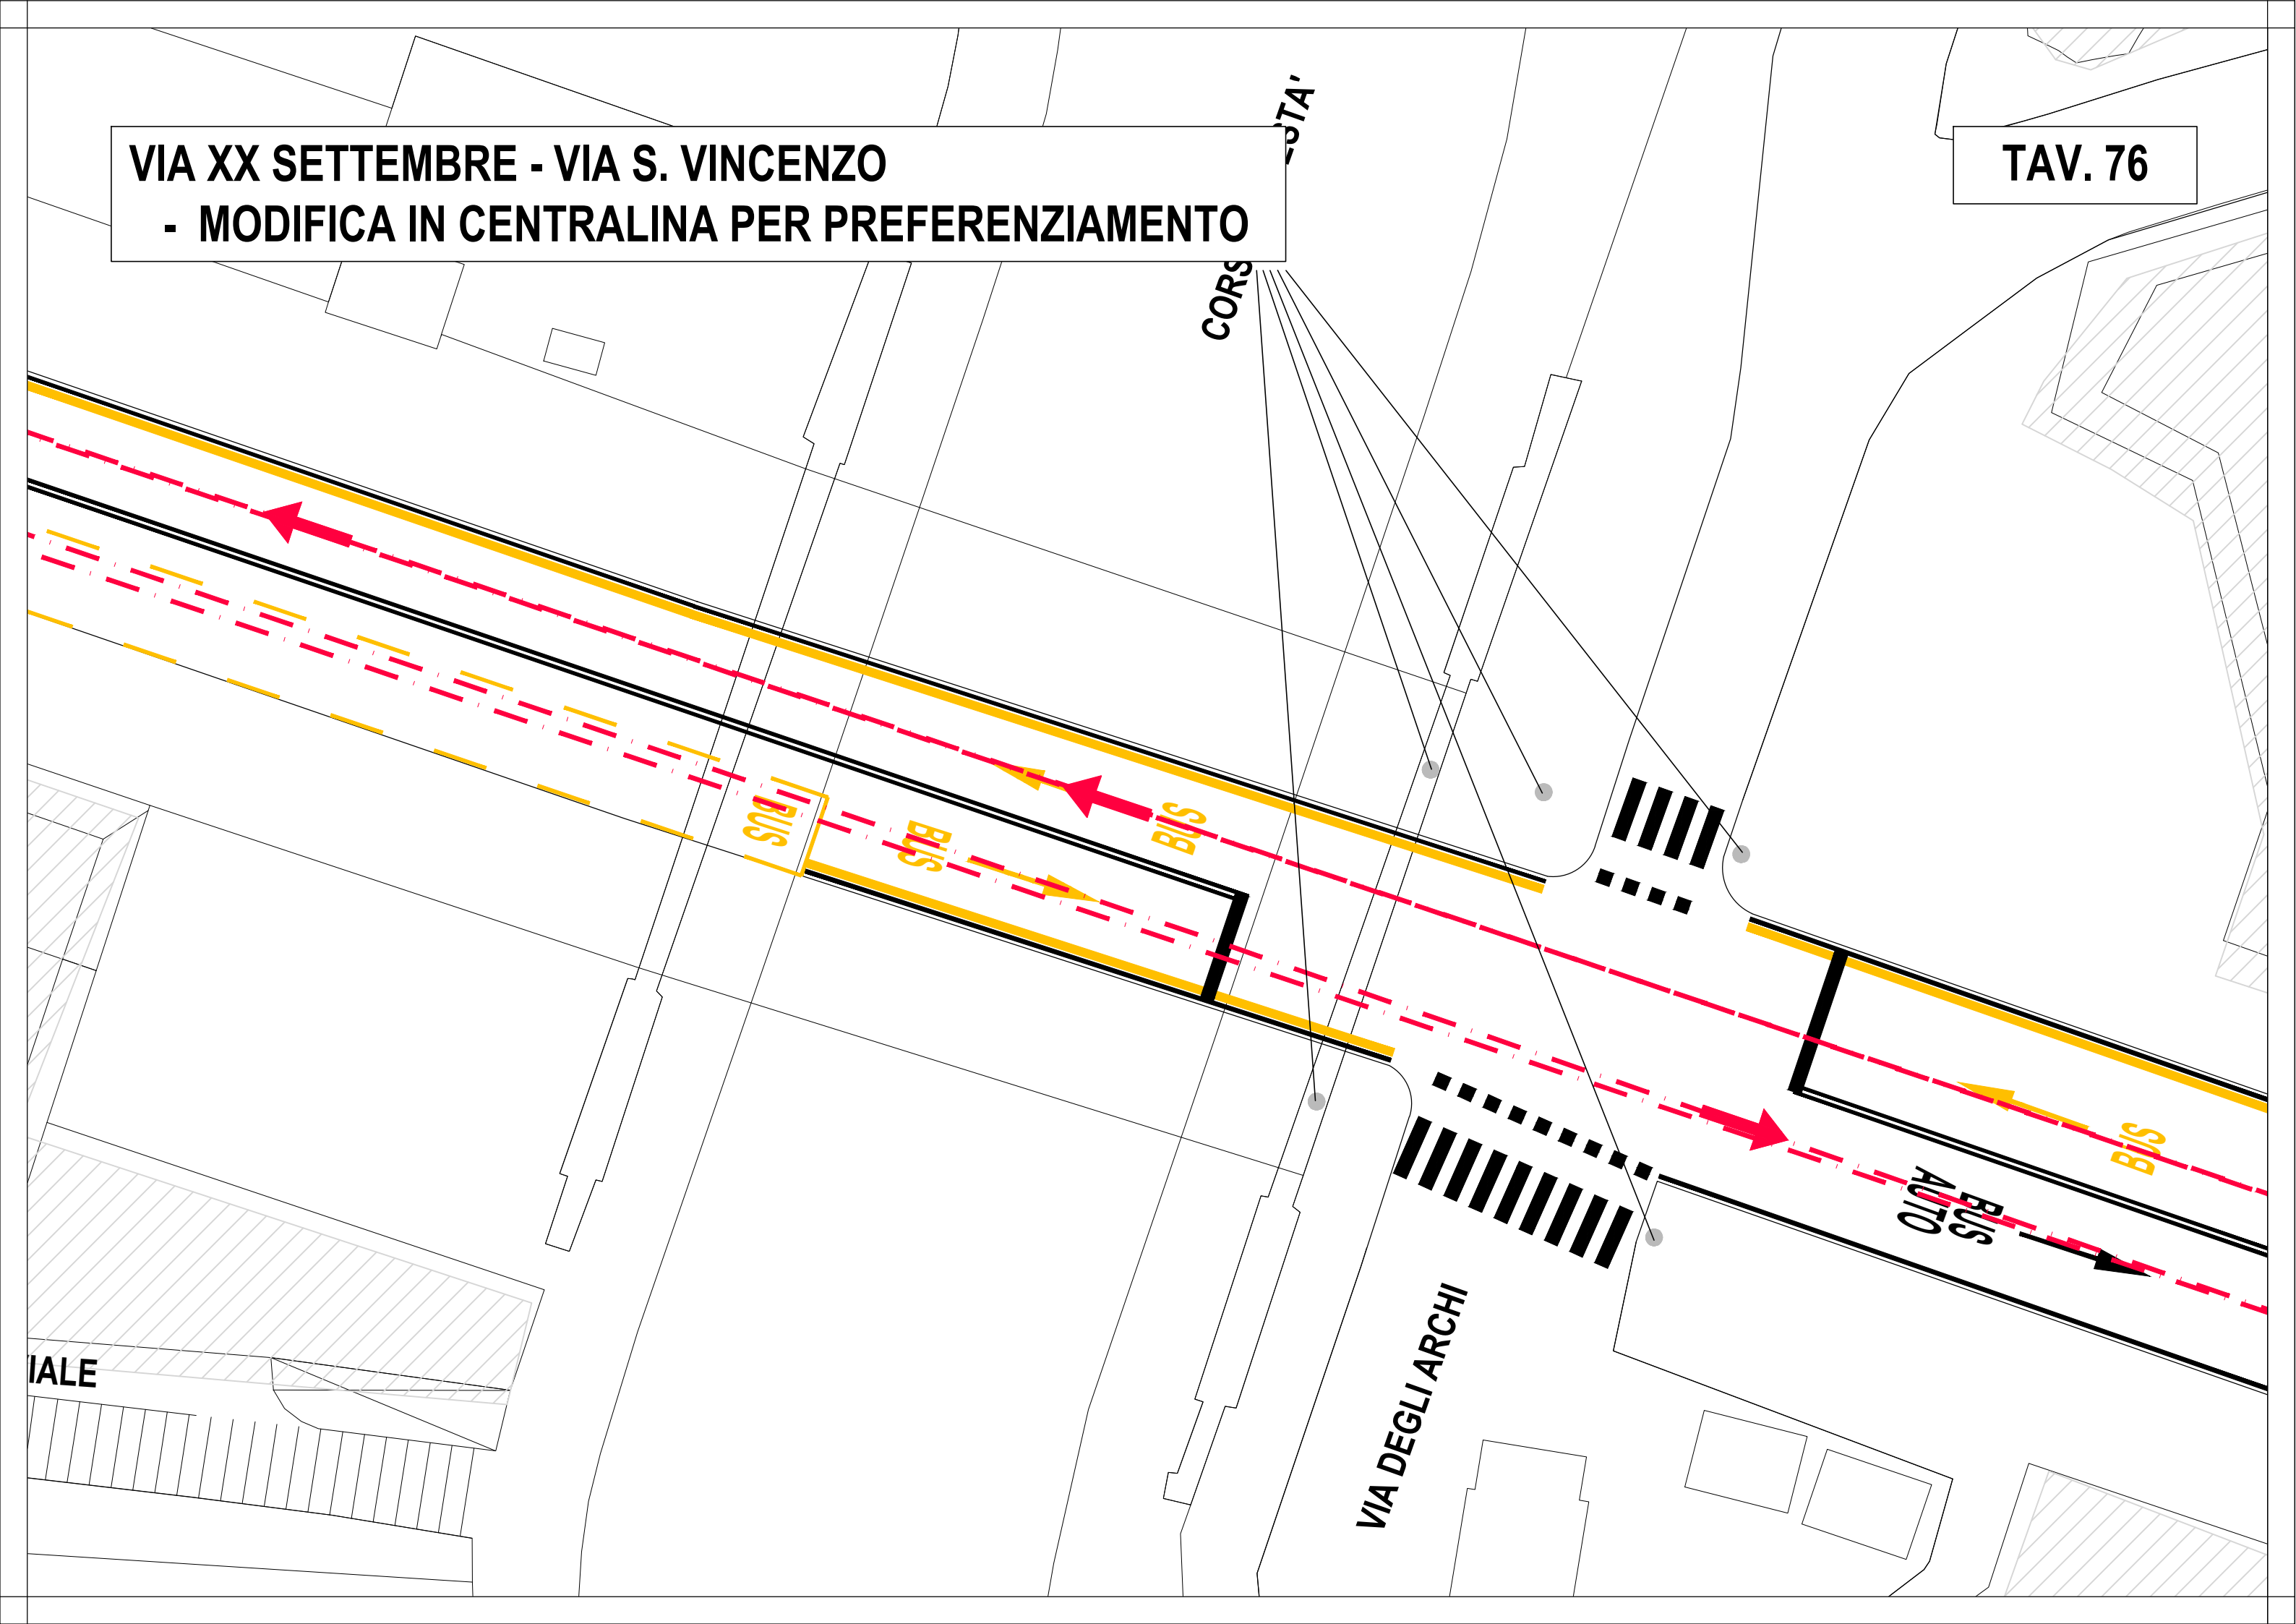 VIA XX SETTEMBRE - VIA S. VINCENZO
- MODIFICA IN CENTRALINA PER PREFERENZIAMENTO
TAV. 76
BUS
BUS
BUS
BUS
AUTO
BUS
VIA DEGLI ARCHI